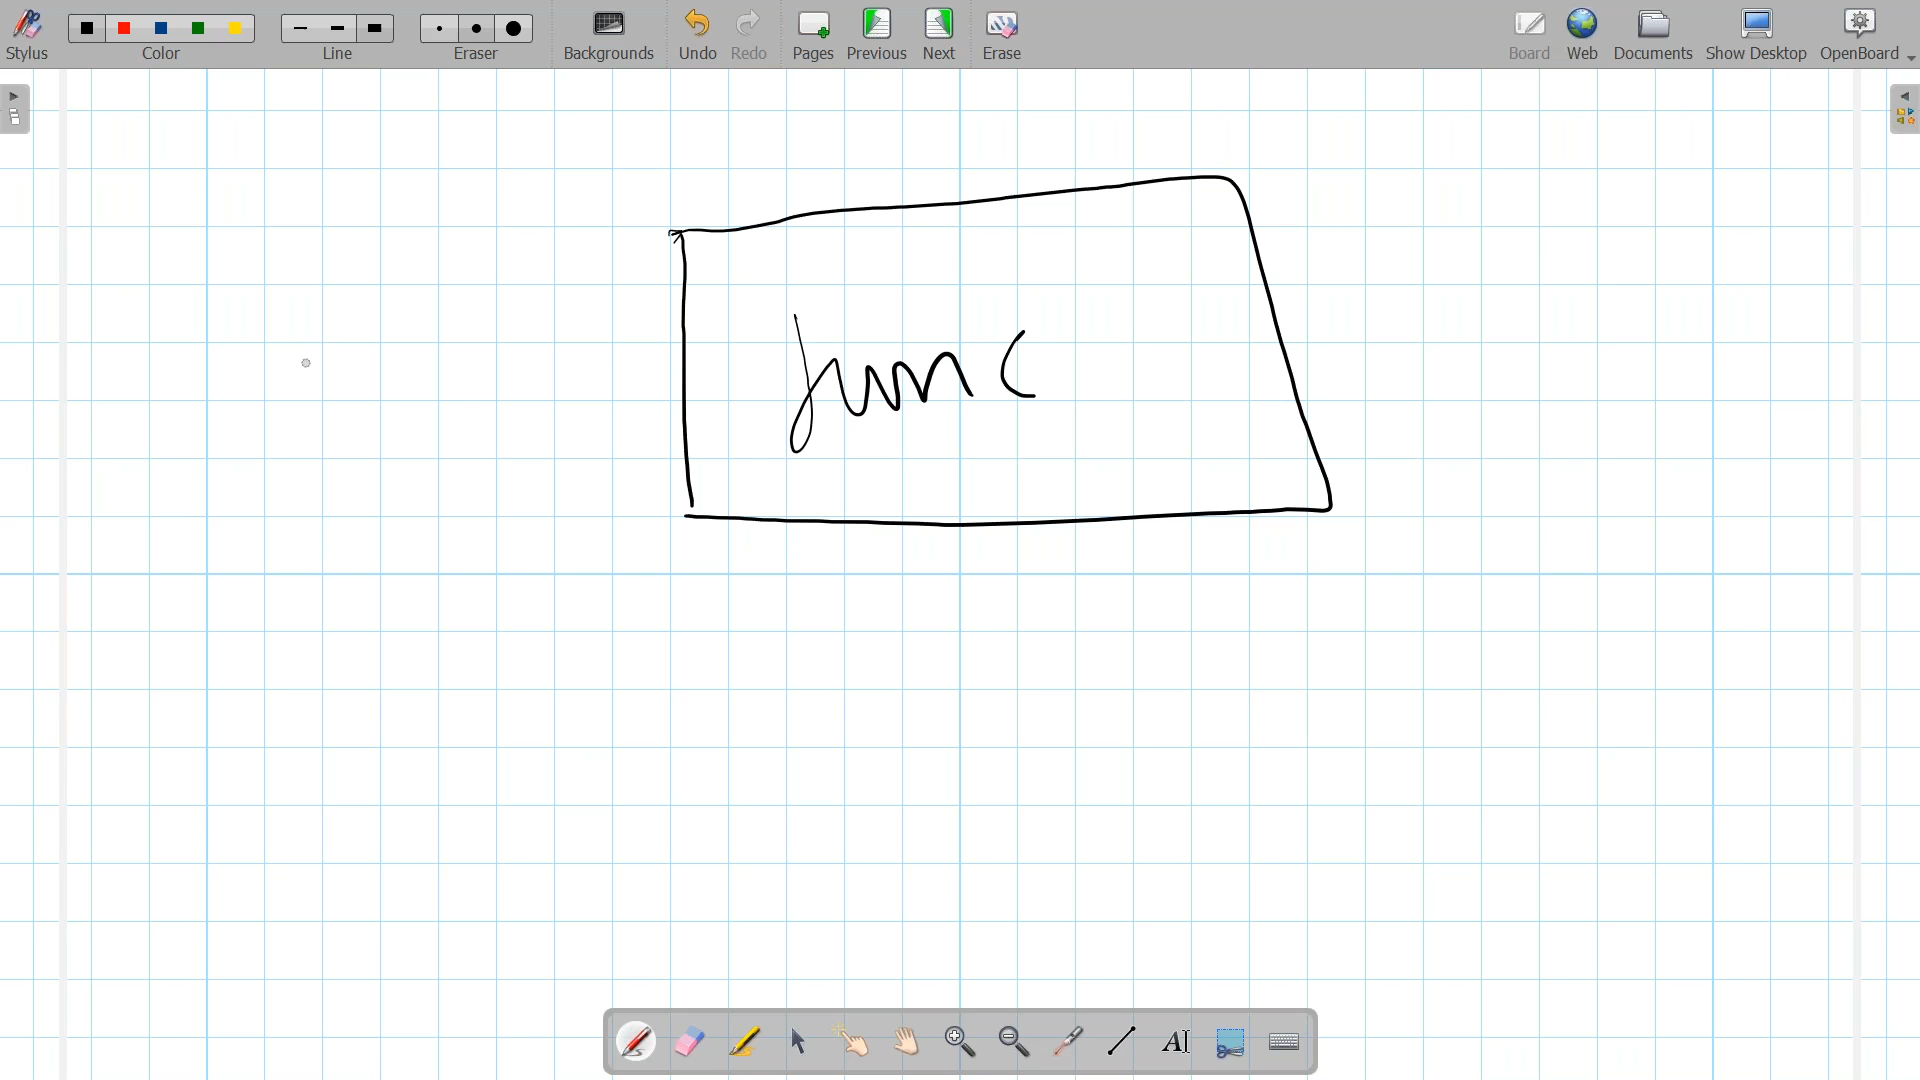 Stylus
Color
Line
Eraser
Backgrounds
Undo
Redo
Pages
Previous
Next
Erase
Board
Web
Documents
Show Desktop
OpenBoard